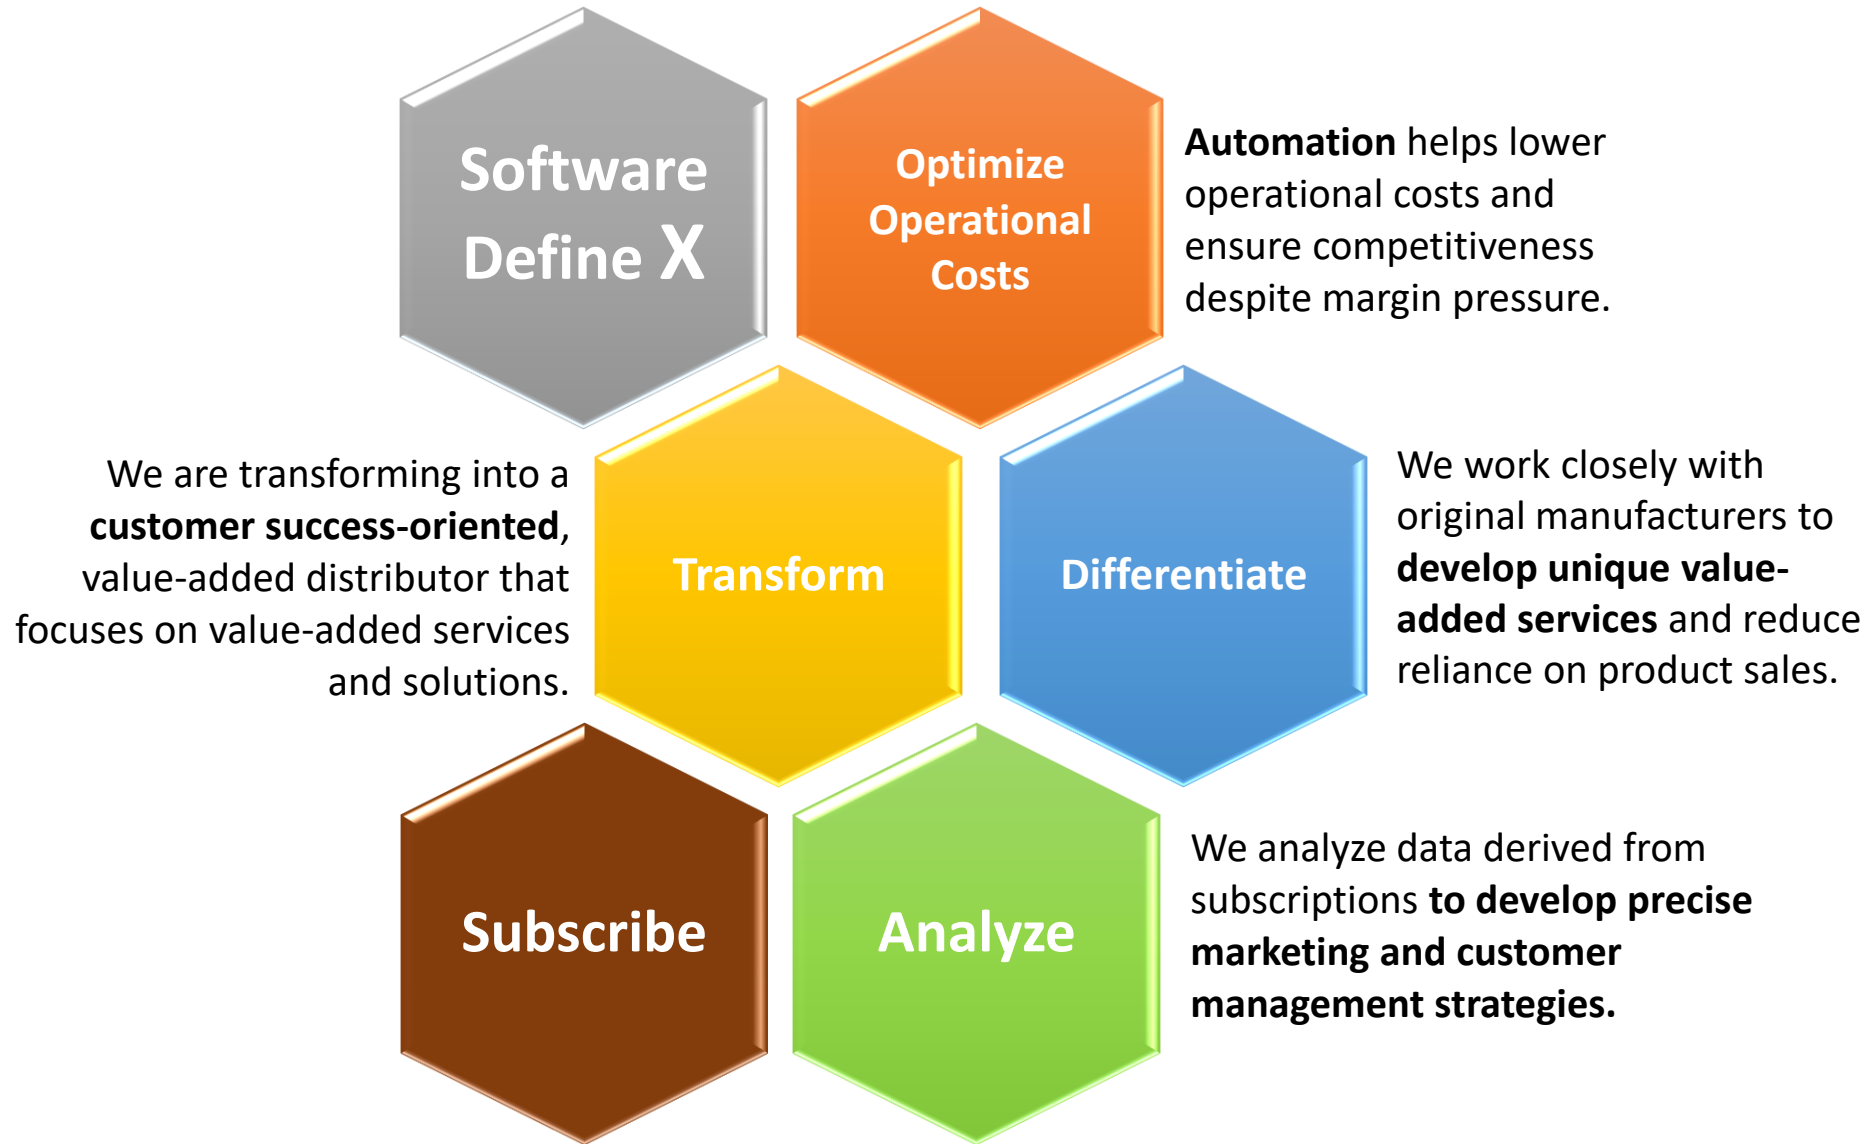 Software
Define X
Optimize
Operational
Costs
Automation helps lower
operational costs and
ensure competitiveness
despite margin pressure.
We are transforming into a
customer success-oriented,
value-added distributor that
focuses on value-added services
and solutions.
Transform
Differentiate
We work closely with
original manufacturers to
develop unique value-
added services and reduce
reliance on product sales.
Subscribe
Analyze
We analyze data derived from
subscriptions to develop precise
marketing and customer
management strategies.